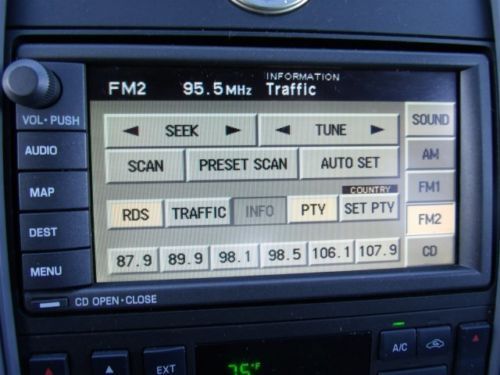 INFORMATION
FM2 95.5MHz Traffic
VOL·PUSH
AUDIO
MAP
DEST
MENU
SEEK TUNE
SCAN PRESET SCAN AUTO SET
COUNTRY
RDS TRAFFIC INFO PTY SET PTY
87.9 89.9 98.1 98.5 106.1 107.9
SOUND
AM
FM1
FM2
CD
CD OPEN·CLOSE
EXT
75°F
A/C